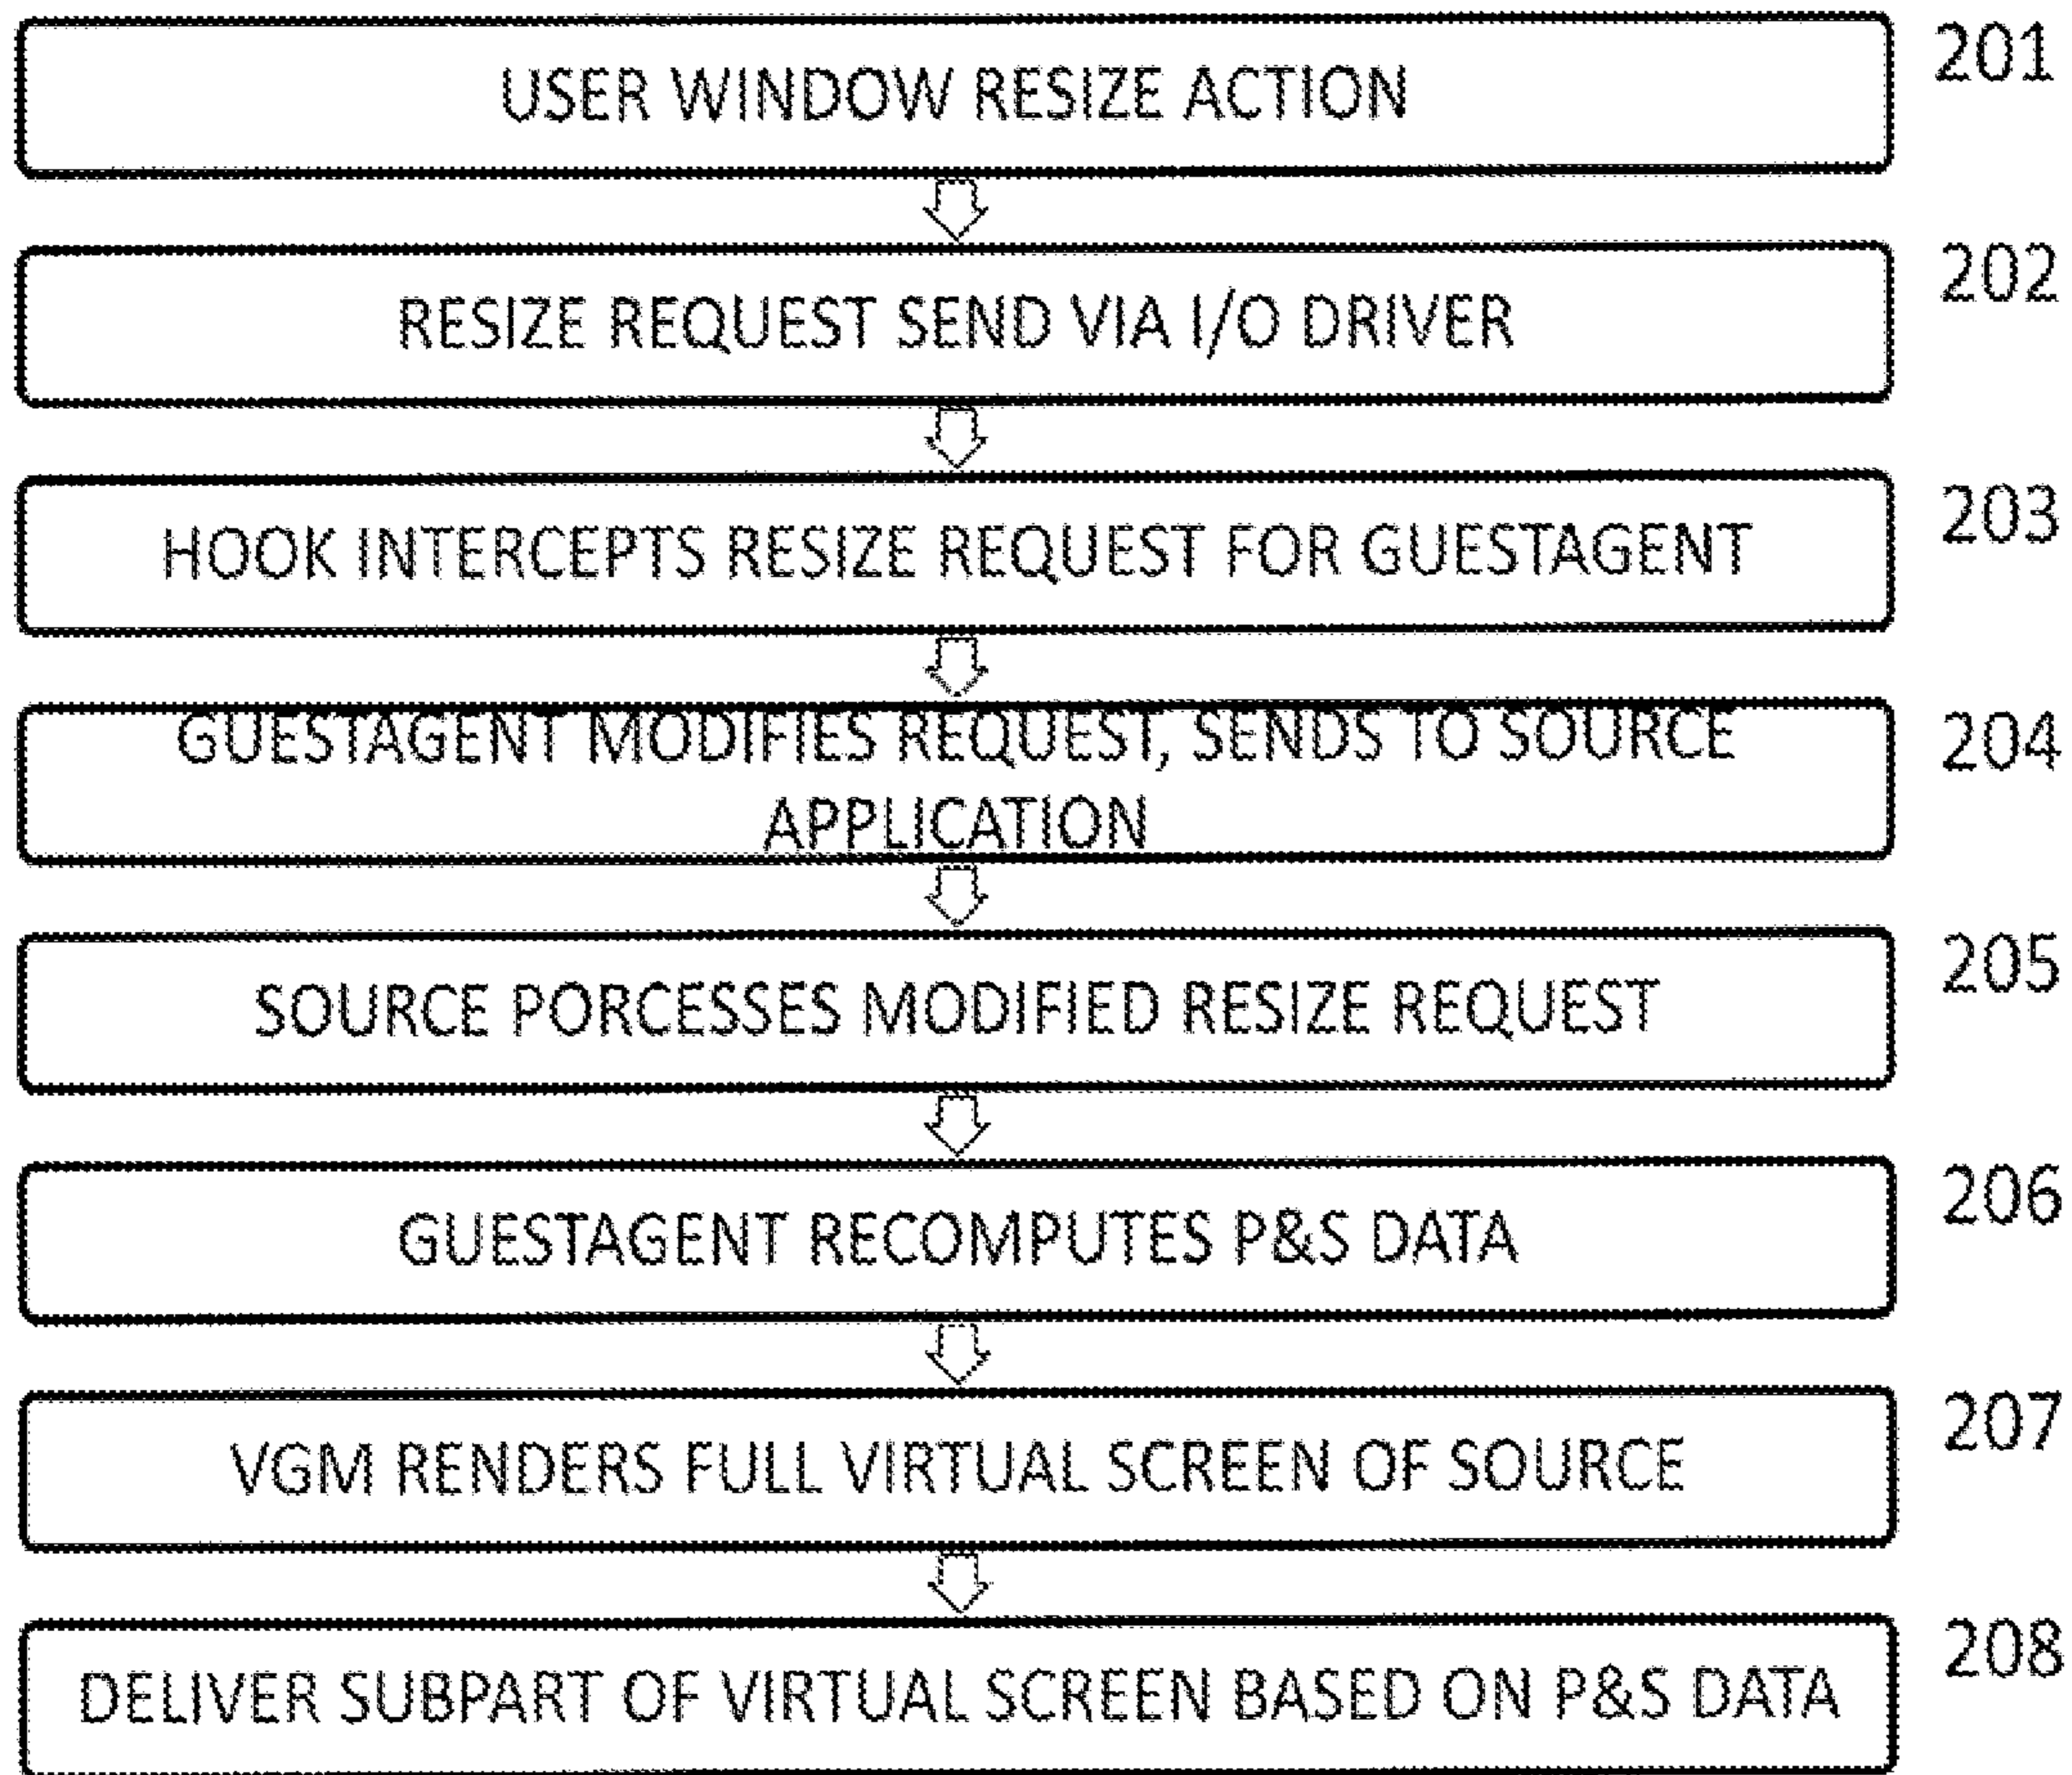 USER WINDOW RESIZE ACTION
201
RESIZE REQUEST SEND VIA I/O DRIVER
202
HOOK INTERCEPTS RESIZE REQUEST FOR GUESTAGENT
203
GUESTAGENT MODIFIES REQUEST, SENDS TO SOURCE
APPLICATION
204
SOURCE PORCESSES MODIFIED RESIZE REQUEST
205
GUESTAGENT RECOMPUTES P&S DATA
206
VGM RENDERS FULL VIRTUAL SCREEN OF SOURCE
207
DELIVER SUBPART OF VIRTUAL SCREEN BASED ON P&S DATA
208